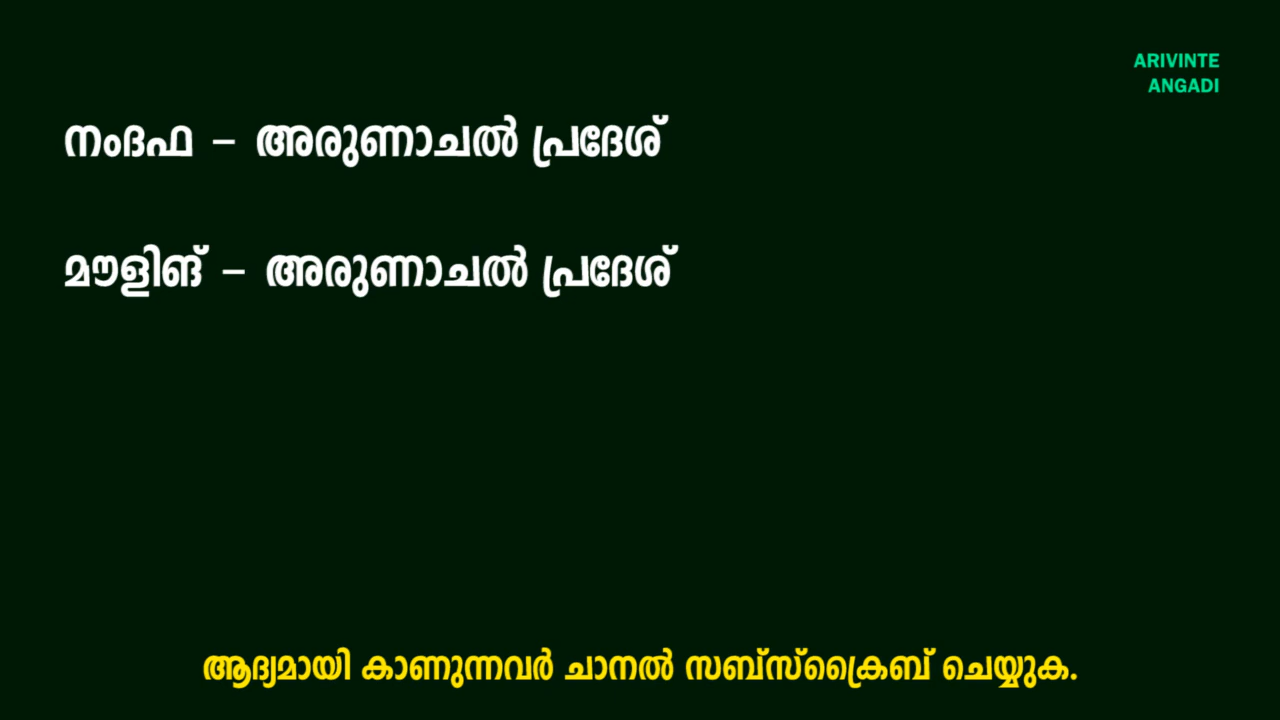 ARIVINTE
ANGADI
നംദഫ – അരുണാചൽ പ്രദേശ്
മൗളിങ് – അരുണാചൽ പ്രദേശ്
ആദ്യമായി കാണുന്നവർ ചാനൽ സബ്സ്ക്രൈബ് ചെയ്യുക.